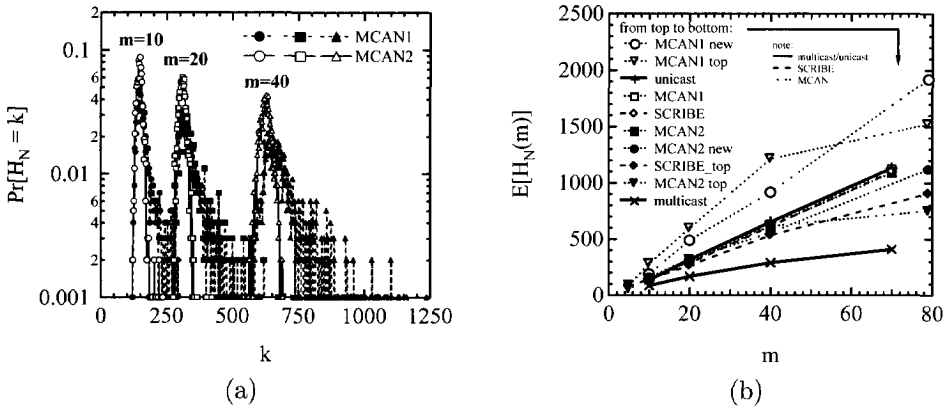 0.1
6
4
2
0.01
6
4
2
0.001
Pr[H_N = k]
m=10
m=20
m=40
MCAN1
MCAN2
0
250
500
750
1000
1250
k
(a)
2500
2000
1500
1000
500
0
E[H_N(m)]
from top to bottom:
MCAN1 new
MCAN1 top
unicast
MCAN1
SCRIBE
MCAN2
MCAN2 new
SCRIBE_top
MCAN2 top
multicast
note:
multicast/unicast
SCRIBE
MCAN
0
20
40
60
80
m
(b)